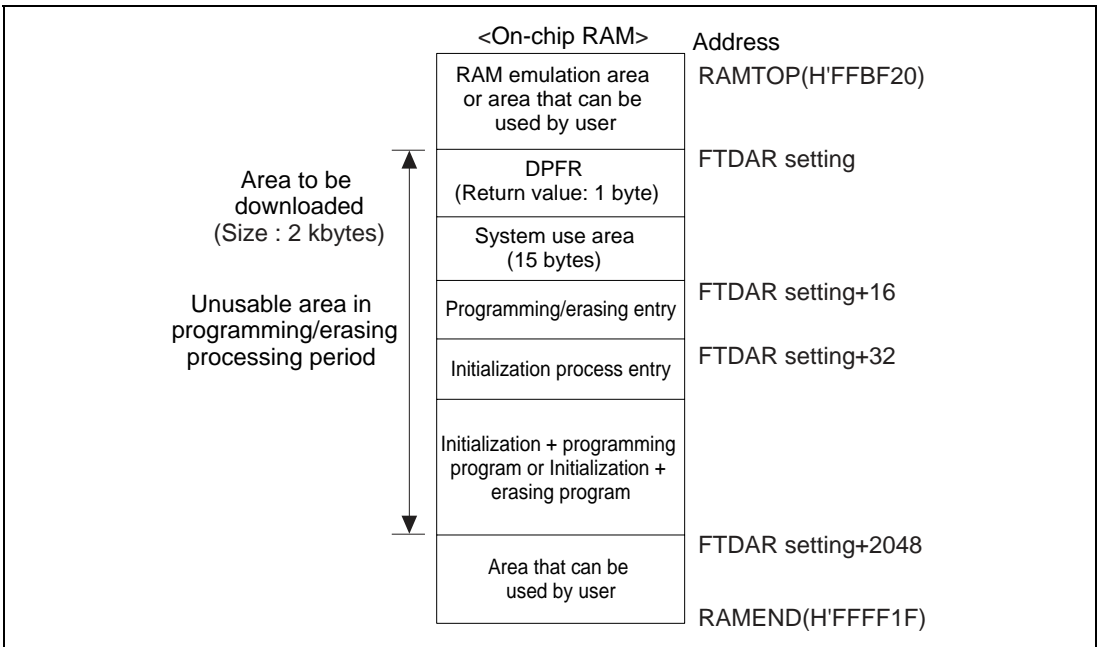 <On-chip RAM>
Address
RAM emulation area
or area that can be
used by user
RAMTOP(H'FFBF20)
Area to be
downloaded
(Size : 2 kbytes)
Unusable area in
programming/erasing
processing period
DPFR
(Return value: 1 byte)
FTDAR setting
System use area
(15 bytes)
Programming/erasing entry
FTDAR setting+16
Initialization process entry
FTDAR setting+32
Initialization + programming
program or Initialization +
erasing program
Area that can be
used by user
FTDAR setting+2048
RAMEND(H'FFFF1F)